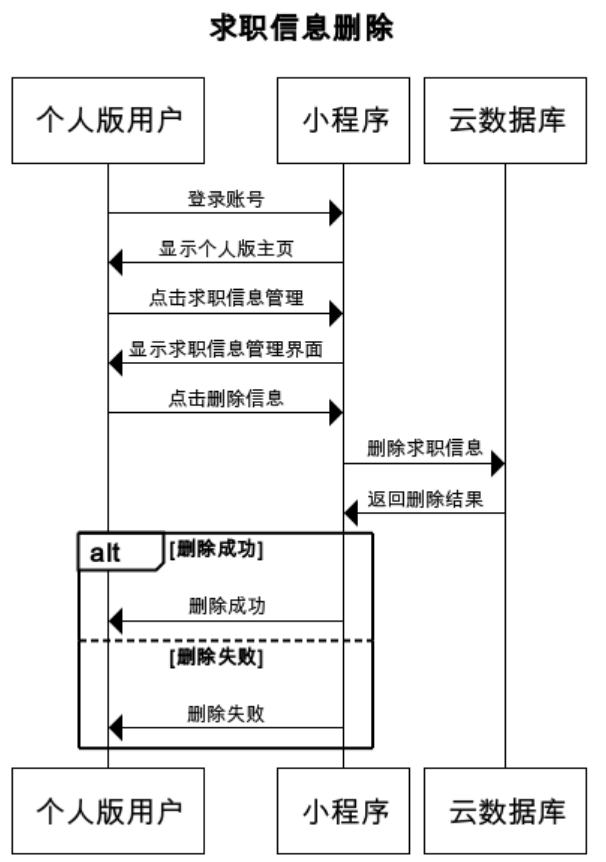 求职信息删除
个人版用户 小程序 云数据库
登录账号
显示个人版主页
点击求职信息管理
显示求职信息管理界面
点击删除信息
删除求职信息
返回删除结果
alt [删除成功]
删除成功
[删除失败]
删除失败
个人版用户 小程序 云数据库